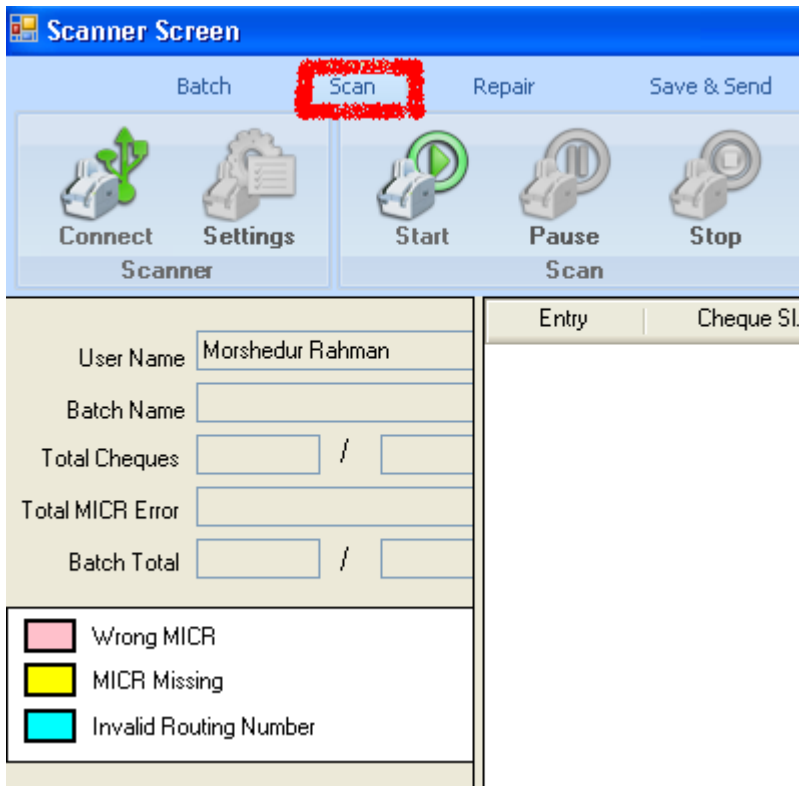 Scanner Screen
Batch Scan Repair Save & Send
Connect Settings Start Pause Stop
Scanner Scan
Entry Cheque Sl.
User Name Morshedur Rahman
Batch Name
Total Cheques /
Total MICR Error
Batch Total /
Wrong MICR
MICR Missing
Invalid Routing Number